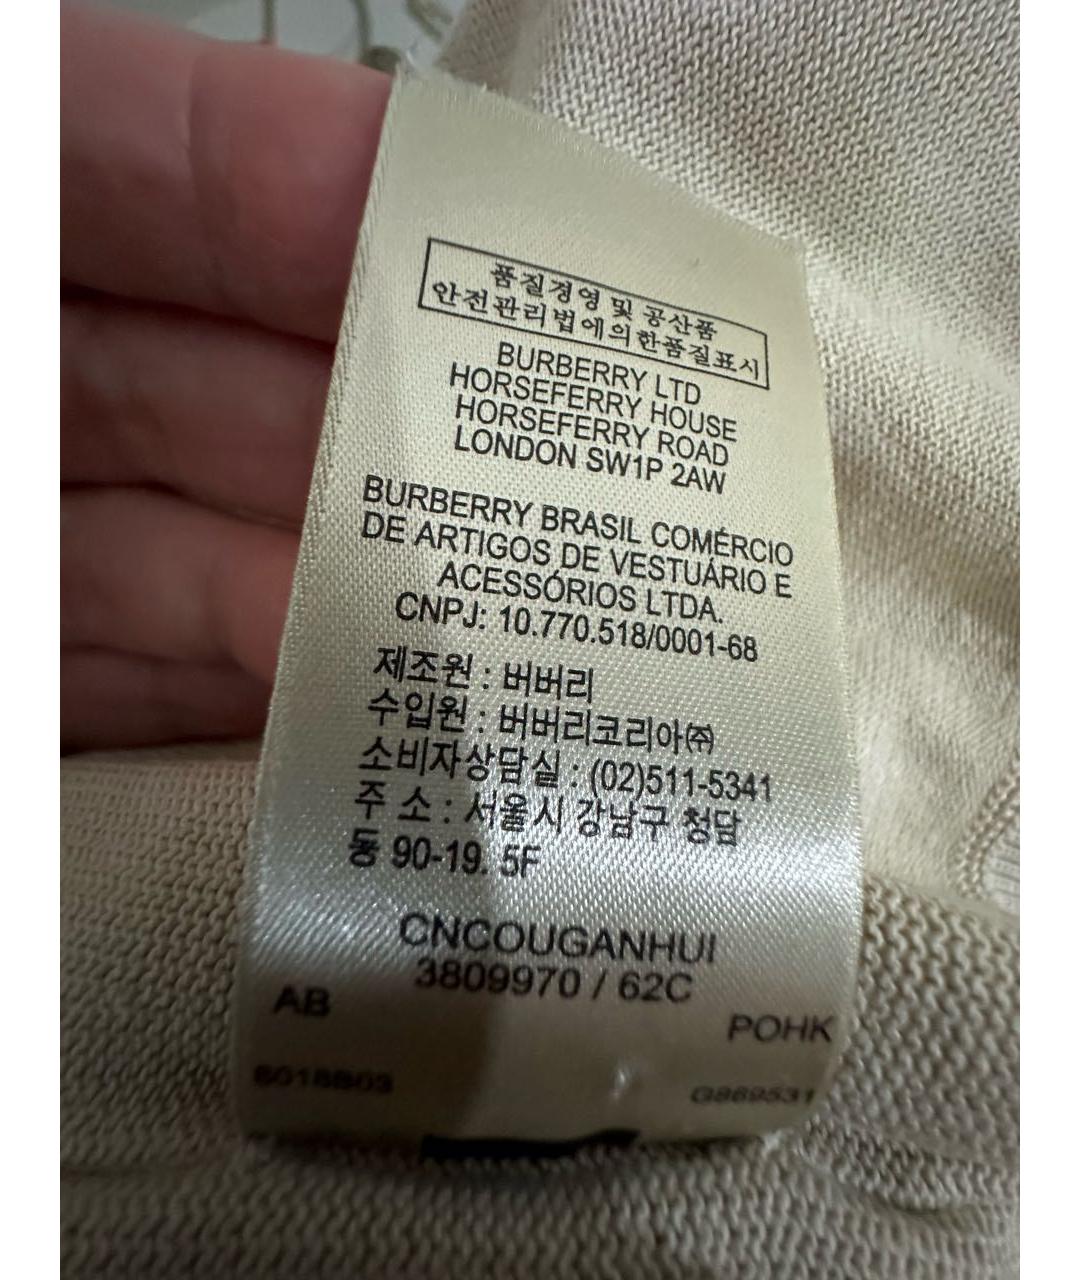 품질경영 및 공산품
안전관리법에의한품질표시
BURBERRY LTD
HORSEFERRY HOUSE
HORSEFERRY ROAD
LONDON SW1P 2AW
BURBERRY BRASIL COMÉRCIO
DE ARTIGOS DE VESTUÁRIO E
ACESSÓRIOS LTDA.
CNPJ: 10.770.518/0001-68
제조원 : 버버리
수입원 : 버버리코리아㈜
소비자상담실 : (02)511-5341
주 소 : 서울시 강남구 청담
동 90-19. 5F
CNCOUGANHUI
3809970 / 62C
AB
POHK
6018B03
G869531